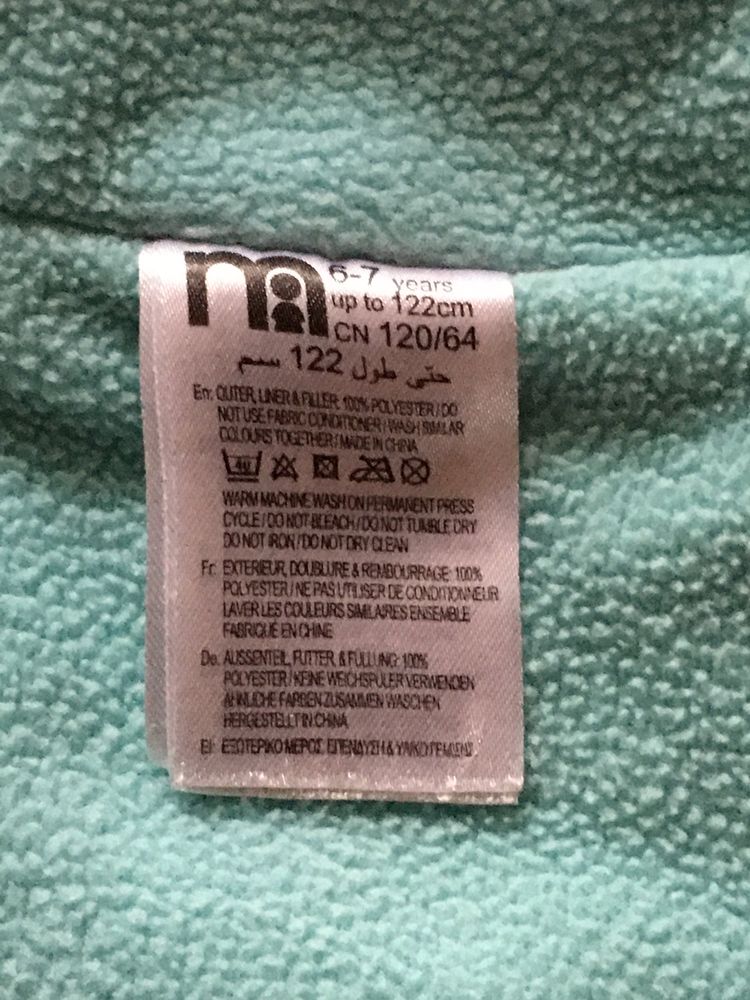 6-7 years
up to 122cm
CN 120/64
حتى طول 122 سم
En: OUTER, LINER & FILLER: 100% POLYESTER / DO
NOT USE FABRIC CONDITIONER / WASH SIMILAR
COLOURS TOGETHER / MADE IN CHINA
40
WARM MACHINE WASH ON PERMANENT PRESS
CYCLE / DO NOT BLEACH / DO NOT TUMBLE DRY
DO NOT IRON / DO NOT DRY CLEAN
Fr: EXTERIEUR, DOUBLURE & REMBOURRAGE: 100%
POLYESTER / NE PAS UTILISER DE CONDITIONNEUR
LAVER LES COULEURS SIMILAIRES ENSEMBLE
FABRIQUE EN CHINE
De: AUSSENTEIL, FUTTER, & FULLUNG: 100%
POLYESTER / KEINE WEICHSPULER VERWENDEN
AHNLICHE FARBEN ZUSAMMEN WASCHEN
HERGESTELLT IN CHINA
El: ΕΞΩΤΕΡΙΚΟ ΜΕΡΟΣ, ΕΠΕΝΔΥΣΗ & ΥΛΙΚΟ ΓΕΜΙΣΗΣ